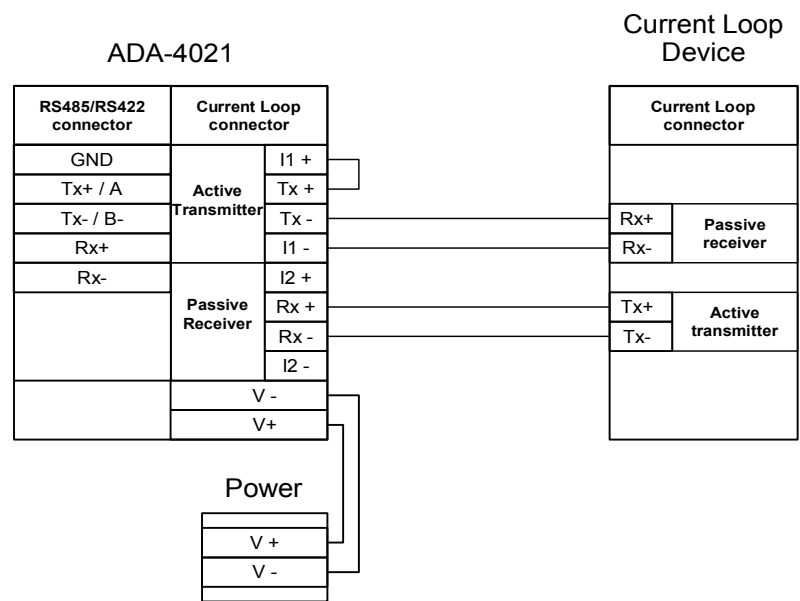 ADA-4021
Current Loop
Device
RS485/RS422
connector
Current Loop
connector
GND
Tx+ / A
Tx- / B-
Rx+
Rx-
Active
Transmitter
I1 +
Tx +
Tx -
I1 -
Passive
Receiver
I2 +
Rx +
Rx -
I2 -
V -
V+
Current Loop
connector
Rx+
Rx-
Passive
receiver
Tx+
Tx-
Active
transmitter
Power
V +
V -